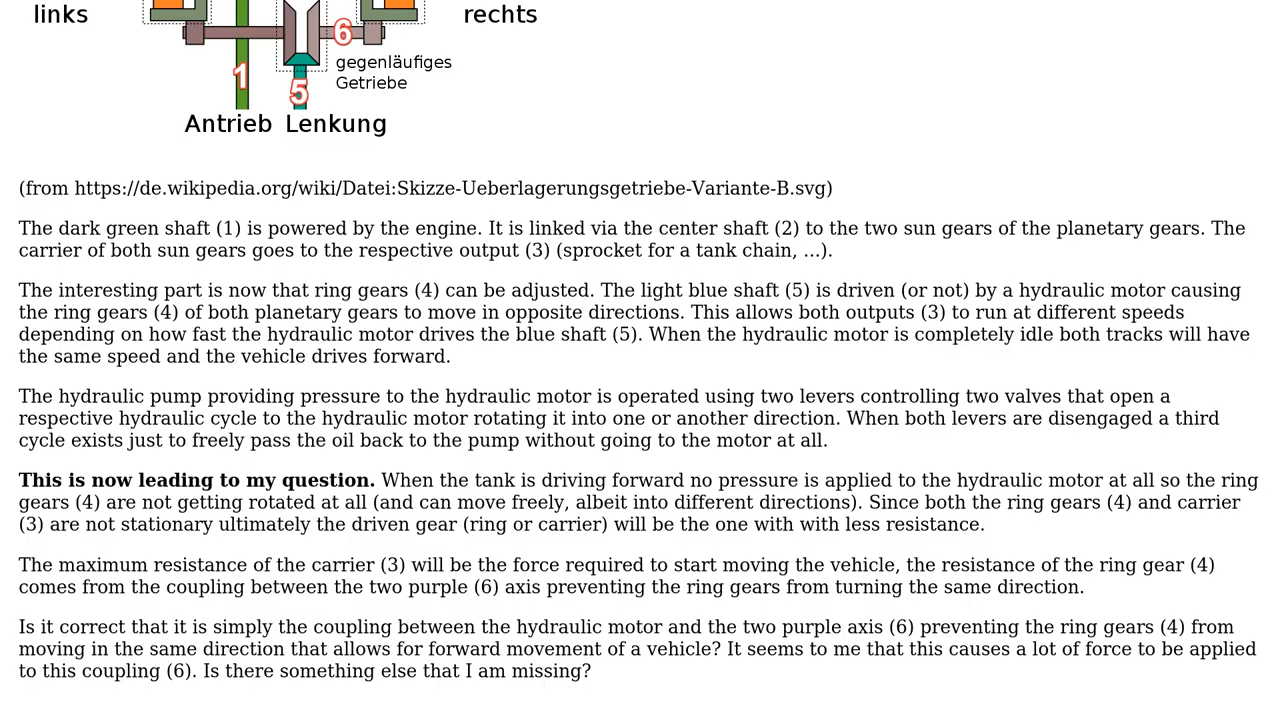 links
rechts
6
gegenläufiges
Getriebe
1
5
Antrieb Lenkung
(from https://de.wikipedia.org/wiki/Datei:Skizze-Ueberlagerungsgetriebe-Variante-B.svg)
The dark green shaft (1) is powered by the engine. It is linked via the center shaft (2) to the two sun gears of the planetary gears. The
carrier of both sun gears goes to the respective output (3) (sprocket for a tank chain, ...).
The interesting part is now that ring gears (4) can be adjusted. The light blue shaft (5) is driven (or not) by a hydraulic motor causing
the ring gears (4) of both planetary gears to move in opposite directions. This allows both outputs (3) to run at different speeds
depending on how fast the hydraulic motor drives the blue shaft (5). When the hydraulic motor is completely idle both tracks will have
the same speed and the vehicle drives forward.
The hydraulic pump providing pressure to the hydraulic motor is operated using two levers controlling two valves that open a
respective hydraulic cycle to the hydraulic motor rotating it into one or another direction. When both levers are disengaged a third
cycle exists just to freely pass the oil back to the pump without going to the motor at all.
This is now leading to my question. When the tank is driving forward no pressure is applied to the hydraulic motor at all so the ring
gears (4) are not getting rotated at all (and can move freely, albeit into different directions). Since both the ring gears (4) and carrier
(3) are not stationary ultimately the driven gear (ring or carrier) will be the one with with less resistance.
The maximum resistance of the carrier (3) will be the force required to start moving the vehicle, the resistance of the ring gear (4)
comes from the coupling between the two purple (6) axis preventing the ring gears from turning the same direction.
Is it correct that it is simply the coupling between the hydraulic motor and the two purple axis (6) preventing the ring gears (4) from
moving in the same direction that allows for forward movement of a vehicle? It seems to me that this causes a lot of force to be applied
to this coupling (6). Is there something else that I am missing?